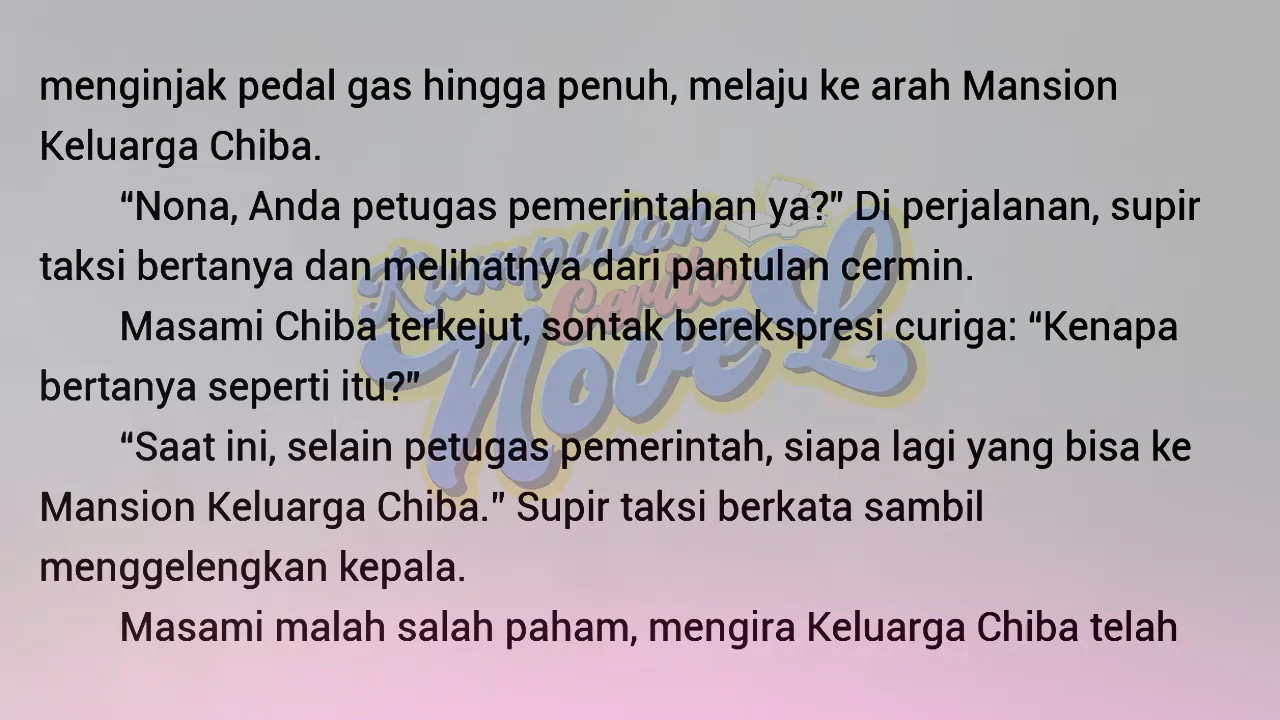 menginjak pedal gas hingga penuh, melaju ke arah Mansion
Keluarga Chiba.
“Nona, Anda petugas pemerintahan ya?” Di perjalanan, supir
taksi bertanya dan melihatnya dari pantulan cermin.
Masami Chiba terkejut, sontak berekspresi curiga: “Kenapa
bertanya seperti itu?”
“Saat ini, selain petugas pemerintah, siapa lagi yang bisa ke
Mansion Keluarga Chiba.” Supir taksi berkata sambil
menggelengkan kepala.
Masami malah salah paham, mengira Keluarga Chiba telah
Kumpulan
Cerita
NoveL